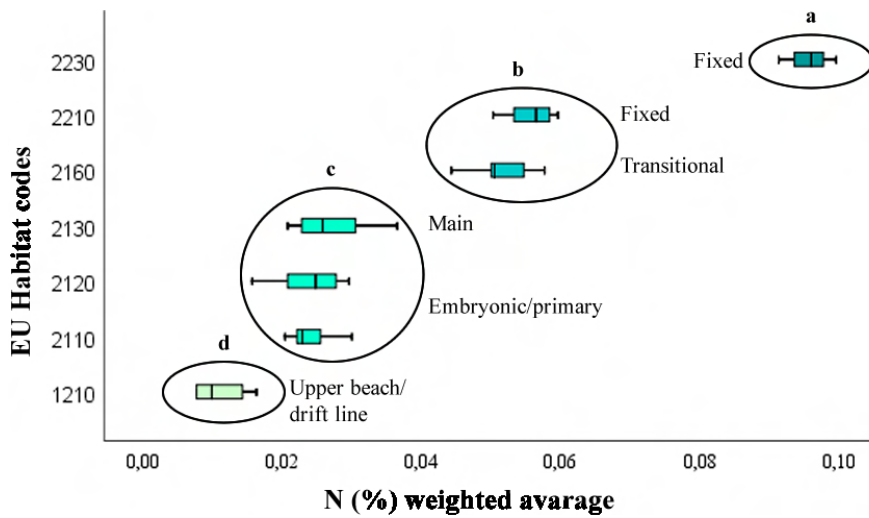 a
2230
Fixed
b
2210
Fixed
2160
Transitional
c
2130
Main
2120
Embryonic/primary
2110
d
1210
Upper beach/
drift line
EU Habitat codes
0,00
0,02
0,04
0,06
0,08
0,10
N (%) weighted avarage